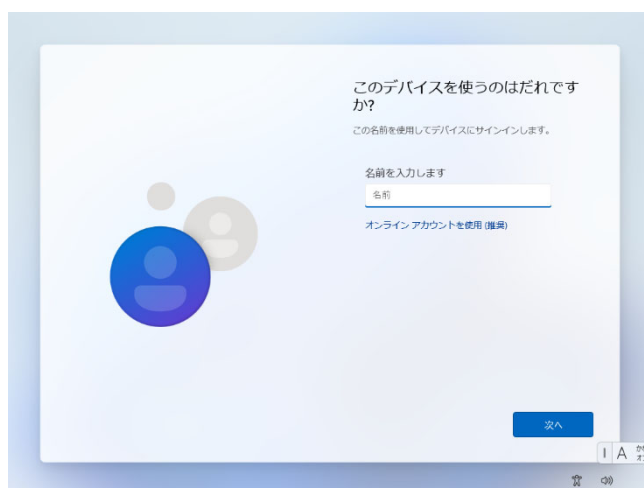 このデバイスを使うのはだれです
か?
この名前を使用してデバイスにサインインします。
名前を入力します
名前
オンライン アカウントを使用 (推奨)
次へ
A